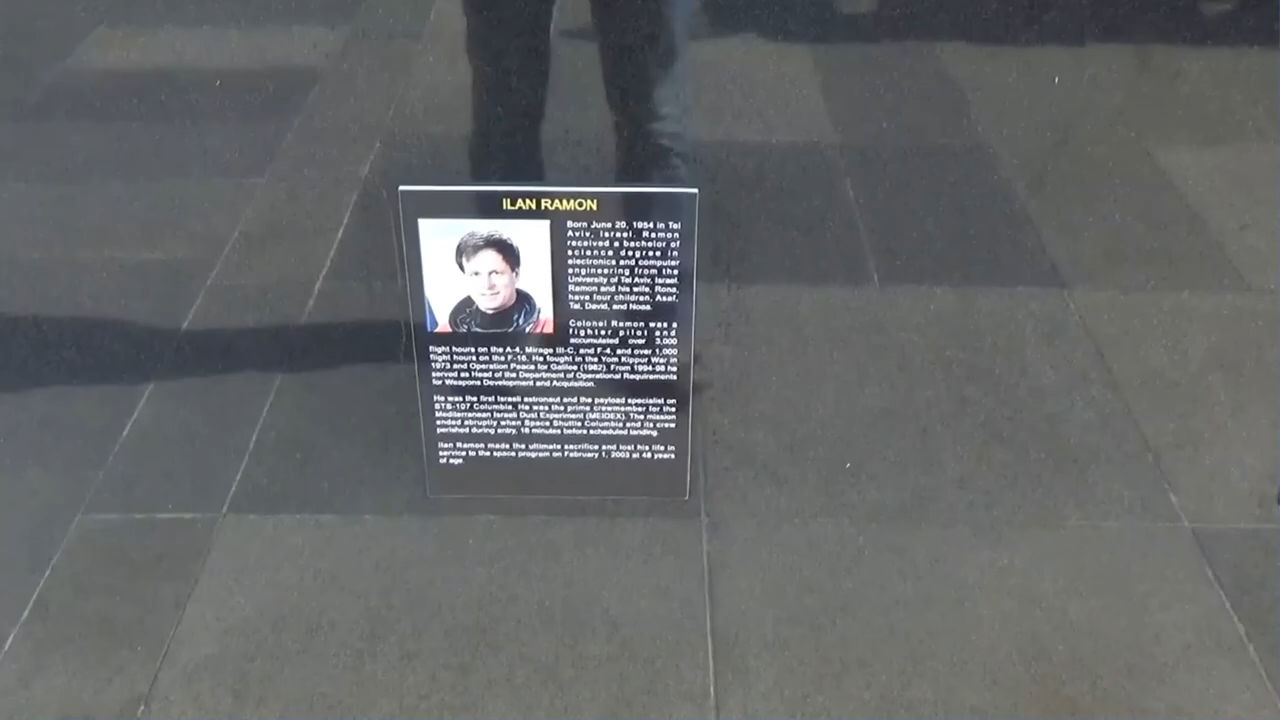 ILAN RAMON
Born June 20, 1954 in Tel
Aviv, Israel. Ramon
received a bachelor of
science degree in
electronics and computer
engineering from the
University of Tel Aviv, Israel.
Ramon and his wife, Rona,
have four children, Asaf,
Tal, David, and Noaa.
Colonel Ramon was a
fighter pilot and
accumulated over 3,000
flight hours on the A-4, Mirage III-C, and F-4, and over 1,000
flight hours on the F-16. He fought in the Yom Kippur War in
1973 and Operation Peace for Galilee (1982). From 1994-98 he
served as Head of the Department of Operational Requirements
for Weapons Development and Acquisition.
He was the first Israeli astronaut and the payload specialist on
STS-107 Columbia. He was the prime crewmember for the
Mediterranean Israeli Dust Experiment (MEIDEX). The mission
ended abruptly when Space Shuttle Columbia and its crew
perished during entry, 16 minutes before scheduled landing.
Ilan Ramon made the ultimate sacrifice and lost his life in
service to the space program on February 1, 2003 at 48 years
of age.